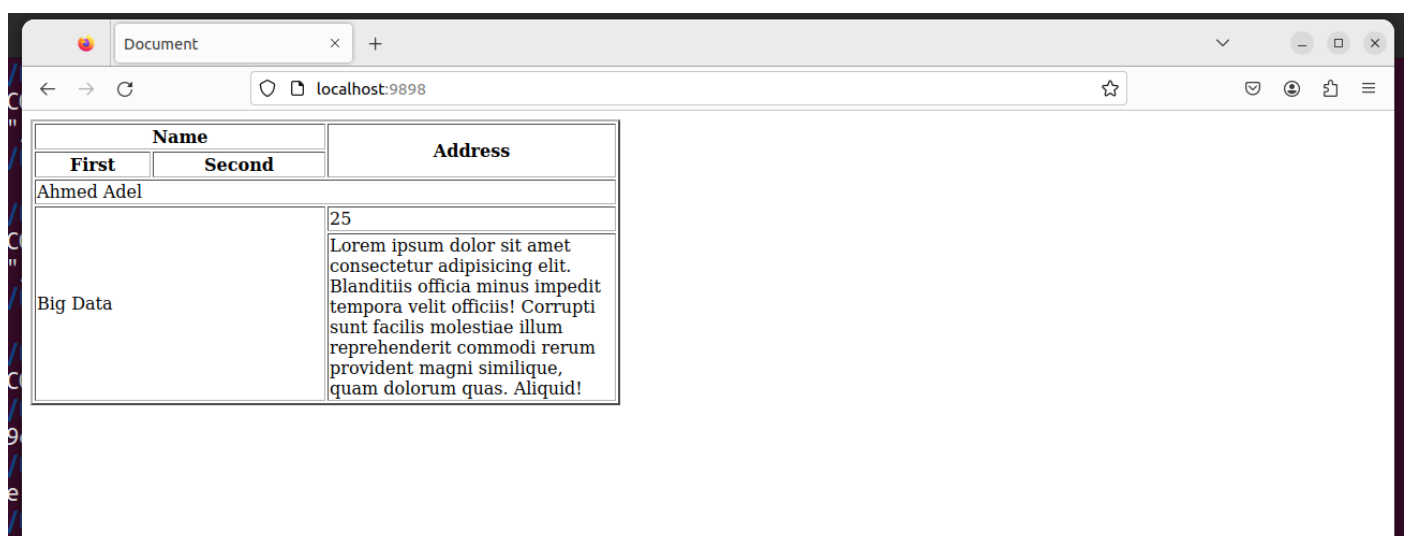 Document
localhost:9898
Name
Address
First Second
Ahmed Adel
Big Data
25
Lorem ipsum dolor sit amet
consectetur adipisicing elit.
Blanditiis officia minus impedit
tempora velit officiis! Corrupti
sunt facilis molestiae illum
reprehenderit commodi rerum
provident magni similique,
quam dolorum quas. Aliquid!